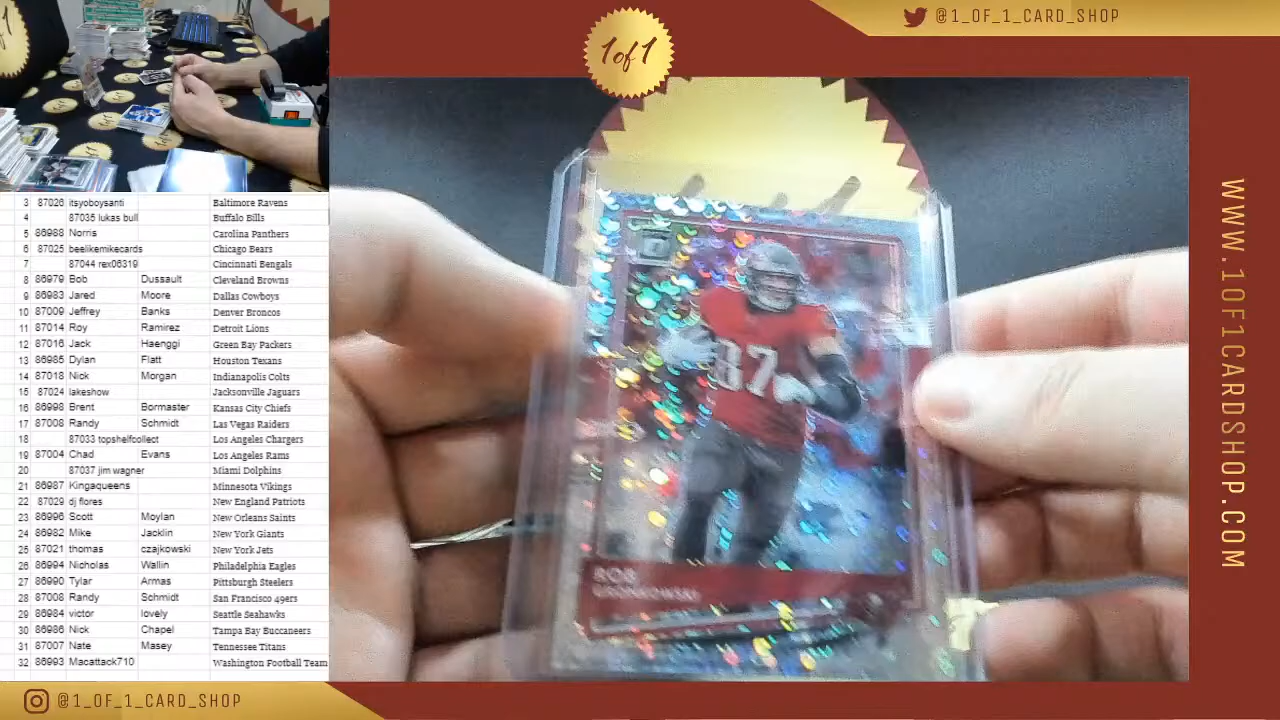 @1_OF_1_CARD_SHOP
1of1
3 87026 itsyoboysanti Baltimore Ravens
4 87035 lukas bull Buffalo Bills
5 86988 Norris Carolina Panthers
6 87025 beelikemikecards Chicago Bears
7 87044 rex06319 Cincinnati Bengals
8 86979 Bob Dussault Cleveland Browns
9 86983 Jared Moore Dallas Cowboys
10 87009 Jeffrey Banks Denver Broncos
11 87014 Roy Ramirez Detroit Lions
12 87016 Jack Haenggi Green Bay Packers
13 86985 Dylan Flatt Houston Texans
14 87018 Nick Morgan Indianapolis Colts
15 87024 lakeshow Jacksonville Jaguars
16 86998 Brent Bormaster Kansas City Chiefs
17 87008 Randy Schmidt Las Vegas Raiders
18 87033 topshelfcollect Los Angeles Chargers
19 87004 Chad Evans Los Angeles Rams
20 87037 jim wagner Miami Dolphins
21 86987 Kingaqueens Minnesota Vikings
22 87029 dj flores New England Patriots
23 86996 Scott Moylan New Orleans Saints
24 86982 Mike Jacklin New York Giants
25 87021 thomas czajkowski New York Jets
26 86994 Nicholas Wallin Philadelphia Eagles
27 86990 Tylar Armas Pittsburgh Steelers
28 87008 Randy Schmidt San Francisco 49ers
29 86984 victor lovely Seattle Seahawks
30 86986 Nick Chapel Tampa Bay Buccaneers
31 87007 Nate Masey Tennessee Titans
32 86993 Macattack710 Washington Football Team
87
ROB
GRONKOWSKI
WWW.1OF1CARDSHOP.COM
@1_OF_1_CARD_SHOP